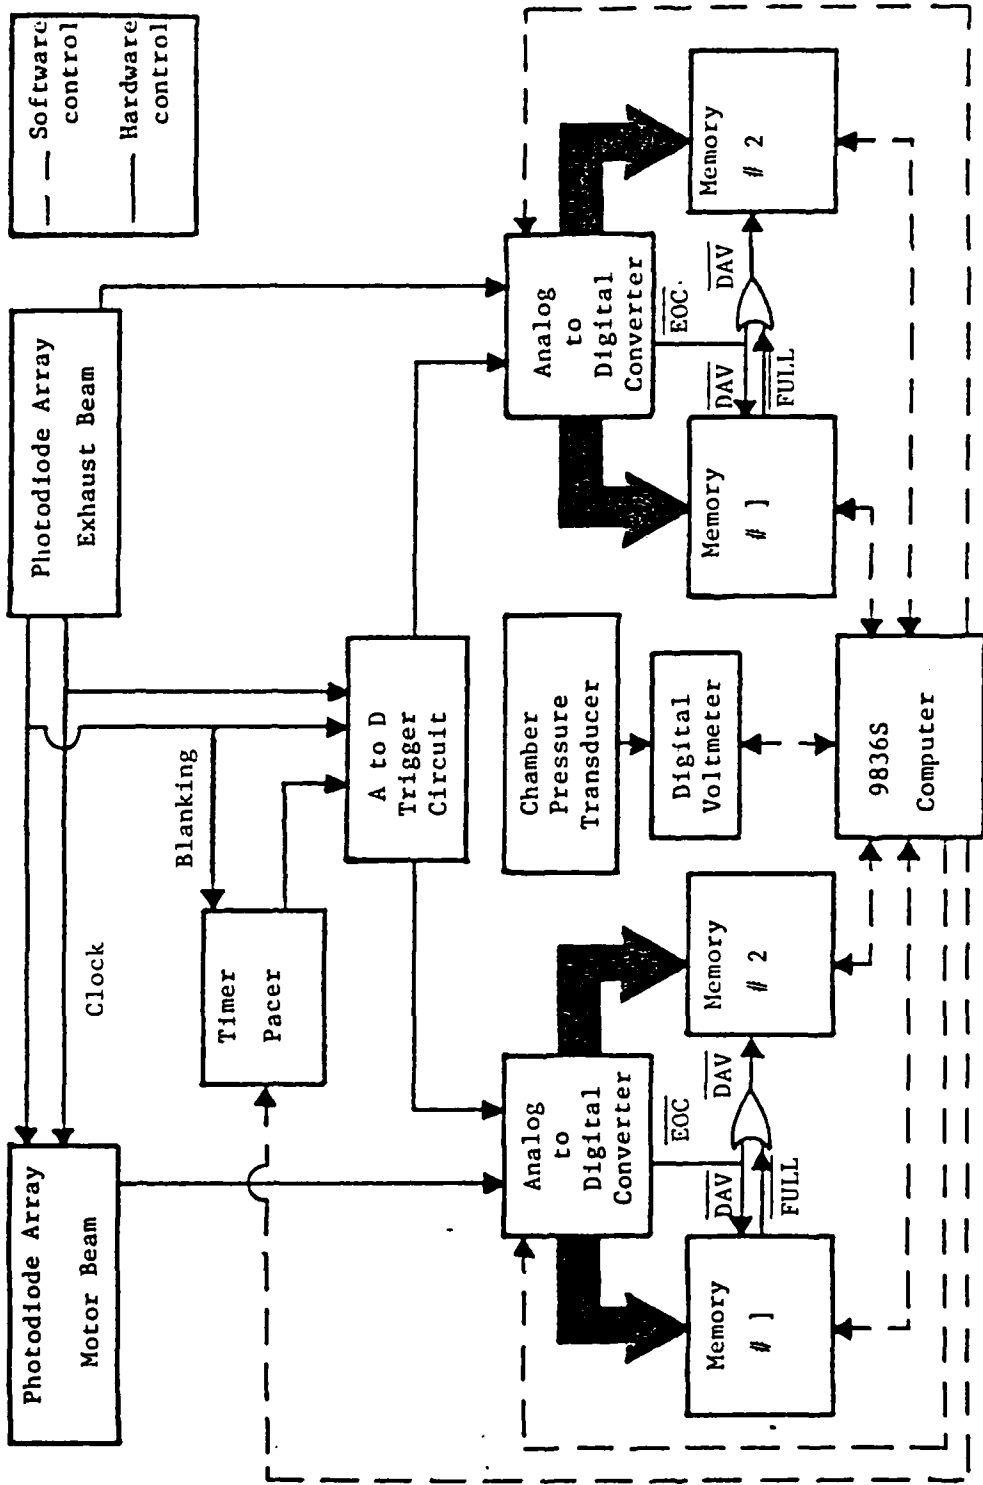 Photodiode Array
Motor Beam
Photodiode Array
Exhaust Beam
— — Software
control
—— Hardware
control
Clock
Blanking
Timer
Pacer
A to D
Trigger
Circuit
Analog
to
Digital
Converter
EOC
DAV
DAV
FULL
Memory
# 1
Memory
# 2
Chamber
Pressure
Transducer
Digital
Voltmeter
9836S
Computer
Analog
to
Digital
Converter
EOC
DAV
DAV
FULL
Memory
# 1
Memory
# 2